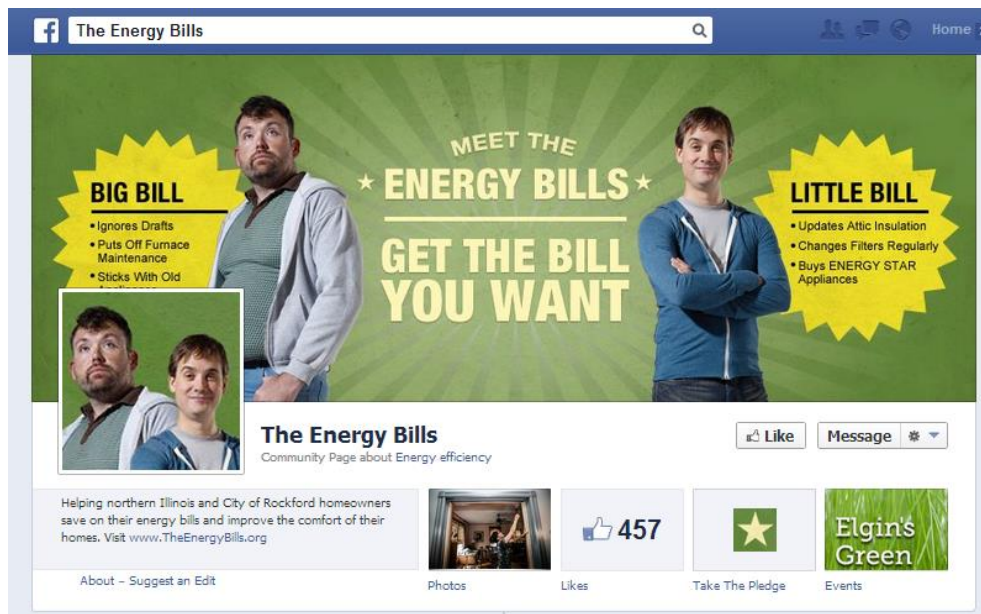 The Energy Bills
Home
MEET THE
ENERGY BILLS
GET THE BILL
YOU WANT
BIG BILL
• Ignores Drafts
• Puts Off Furnace
Maintenance
• Sticks With Old
LITTLE BILL
• Updates Attic Insulation
• Changes Filters Regularly
• Buys ENERGY STAR
Appliances
The Energy Bills
Community Page about Energy efficiency
Like
Message
Helping northern Illinois and City of Rockford homeowners
save on their energy bills and improve the comfort of their
homes. Visit www.TheEnergyBills.org
About – Suggest an Edit
457
Elgin's
Green
Photos
Likes
Take The Pledge
Events